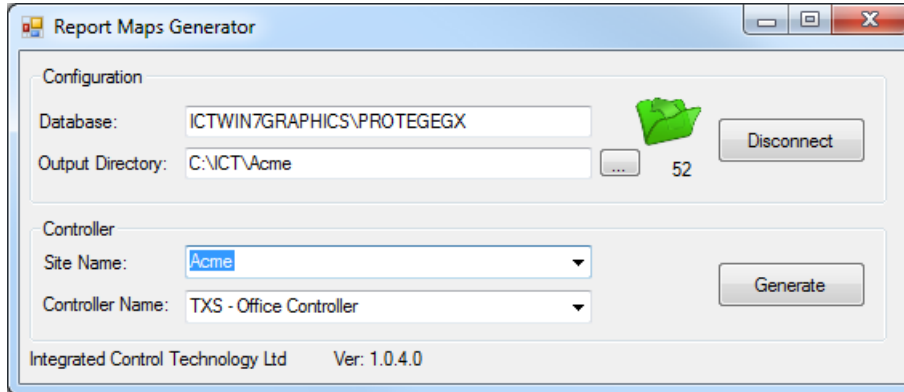 Report Maps Generator
Configuration
Database: ICTWIN7GRAPHICS\PROTEGEGX
Disconnect
Output Directory: C:\ICT\Acme ... 52
Controller
Site Name: Acme
Generate
Controller Name: TXS - Office Controller
Integrated Control Technology Ltd Ver: 1.0.4.0